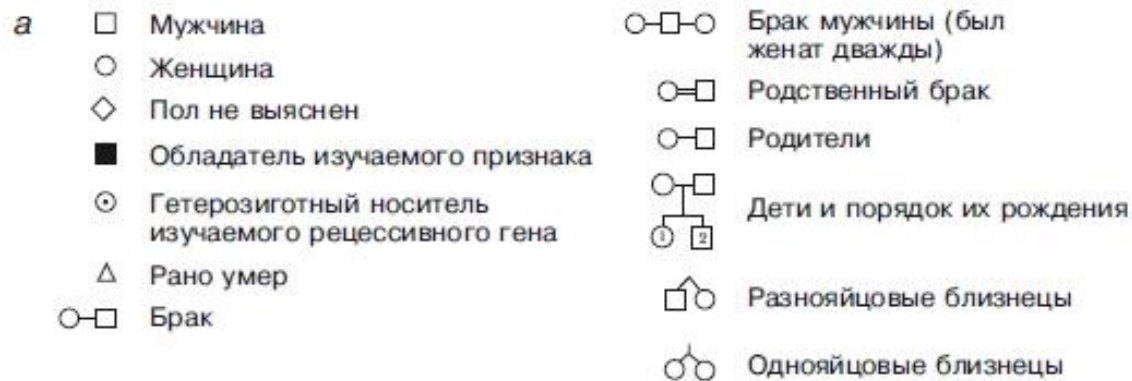 а
Мужчина
Женщина
Пол не выяснен
Обладатель изучаемого признака
Гетерозиготный носитель
изучаемого рецессивного гена
Рано умер
Брак
Брак мужчины (был
женат дважды)
Родственный брак
Родители
1 2
Дети и порядок их рождения
Разнояйцовые близнецы
Однояйцовые близнецы